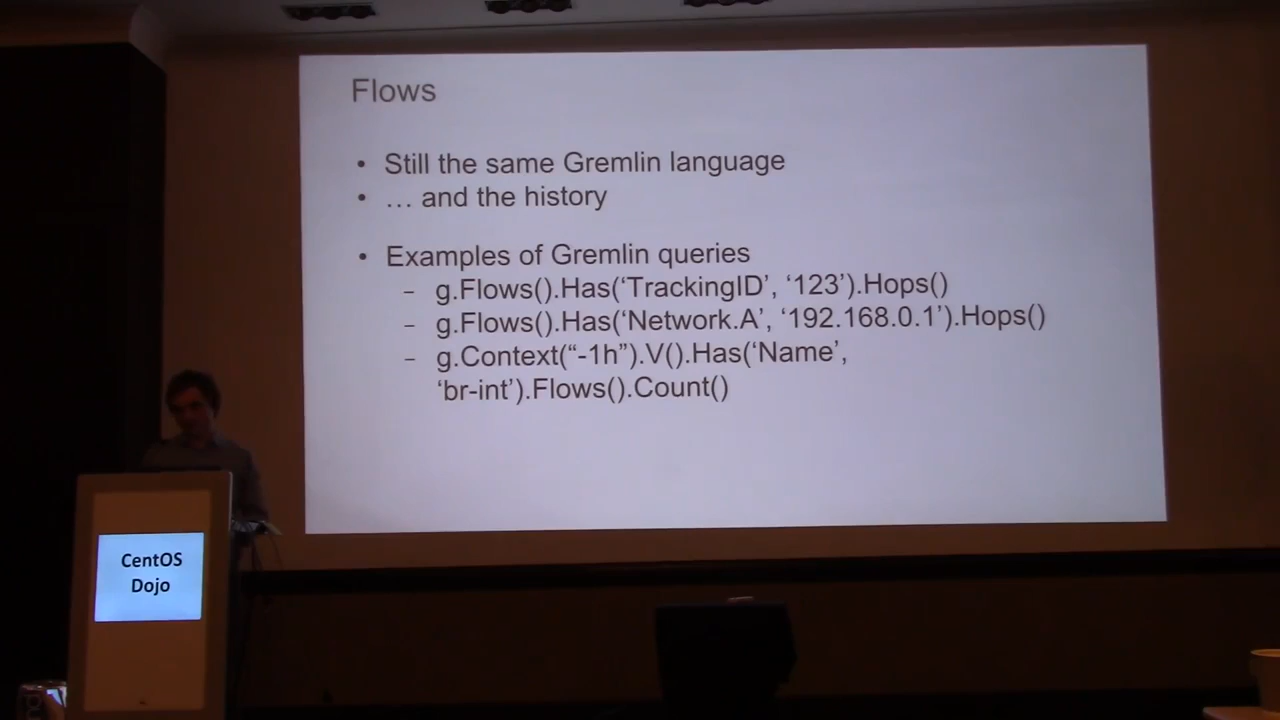 Flows
• Still the same Gremlin language
• … and the history
• Examples of Gremlin queries
– g.Flows().Has(‘TrackingID’, ‘123’).Hops()
– g.Flows().Has(‘Network.A’, ‘192.168.0.1’).Hops()
– g.Context(“-1h”).V().Has(‘Name’,
‘br-int’).Flows().Count()
CentOS
Dojo